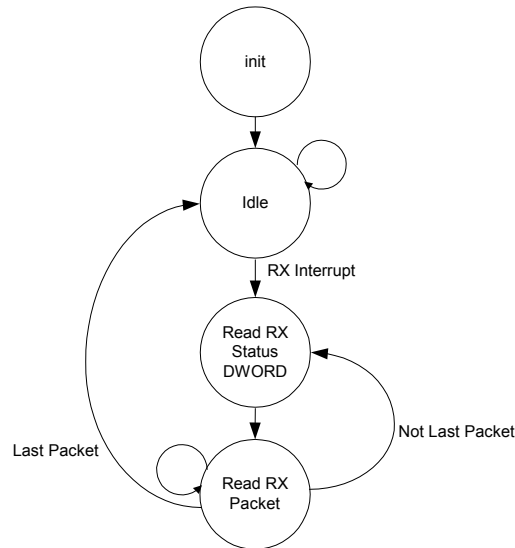 init
Idle
RX Interrupt
Read RX
Status
DWORD
Not Last Packet
Last Packet
Read RX
Packet